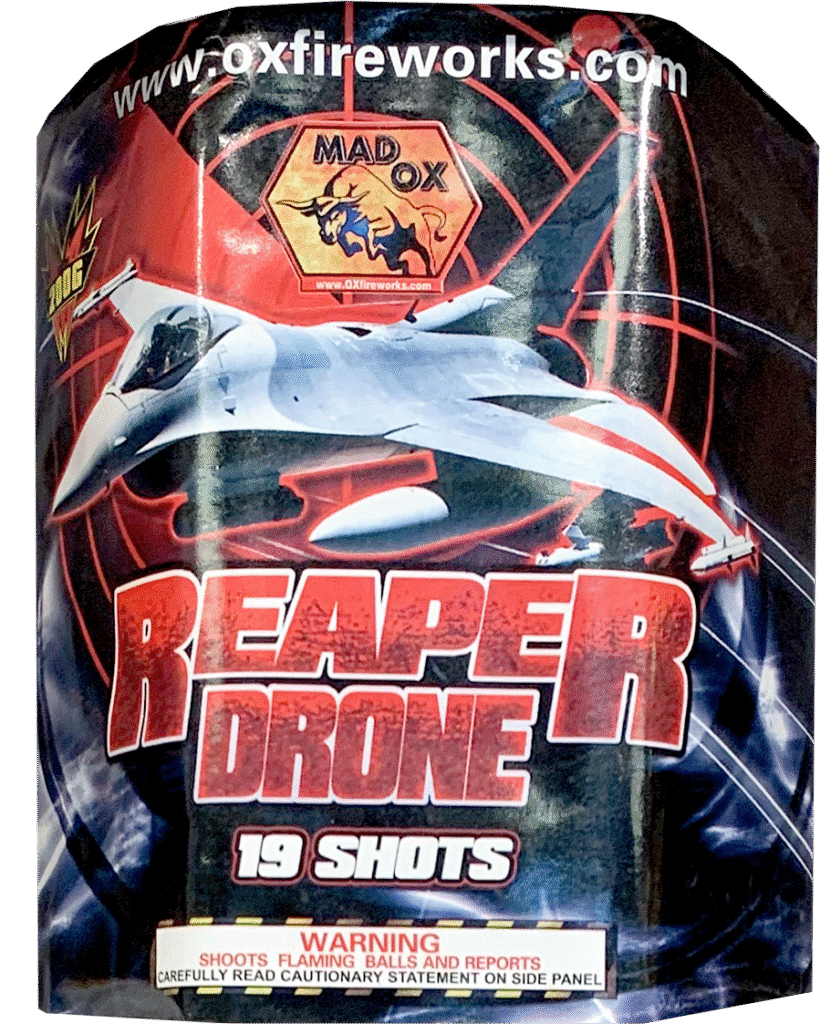 www.oxfireworks.com
MAD
OX
www.OXfireworks.com
200G
REAPER
DRONE
19 SHOTS
WARNING
SHOOTS FLAMING BALLS AND REPORTS
CAREFULLY READ CAUTIONARY STATEMENT ON SIDE PANEL